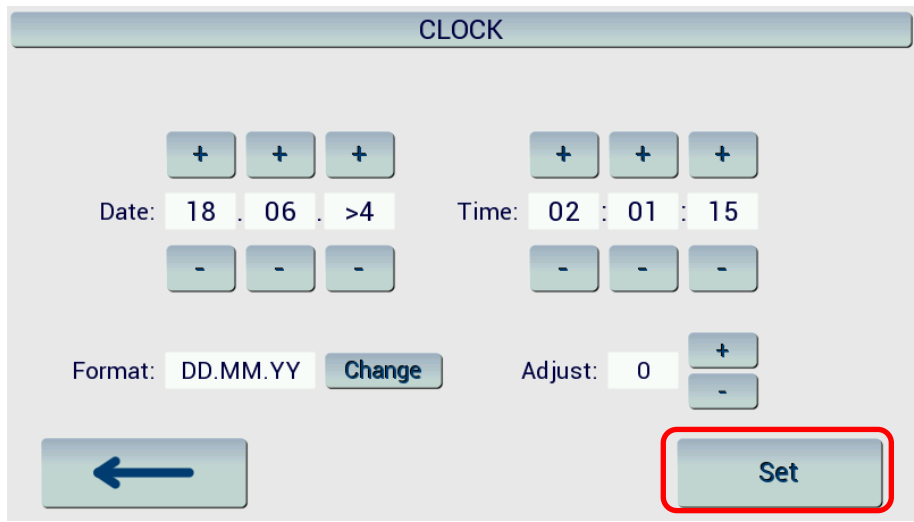 CLOCK
+ + + + + +
Date: 18 . 06 . >4 Time: 02 : 01 : 15
- - - - - -
Format: DD.MM.YY Change Adjust: 0 +
-
Set